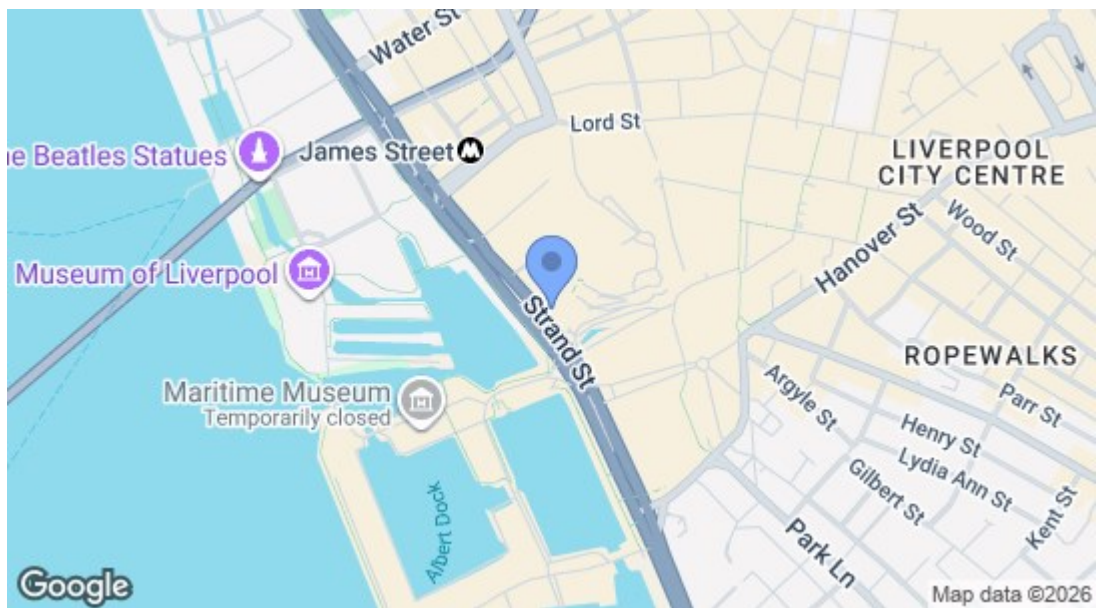 Water St
Lord St
James Street
ne Beatles Statues
LIVERPOOL
CITY CENTRE
Wood St
Hanover St
Museum of Liverpool
Strand St
ROPEWALKS
Maritime Museum
Temporarily closed
Argyle St
Parr St
Henry St
Lydia Ann St
Gilbert St
Kent St
Albert Dock
Park Ln
Google
Map data ©2026